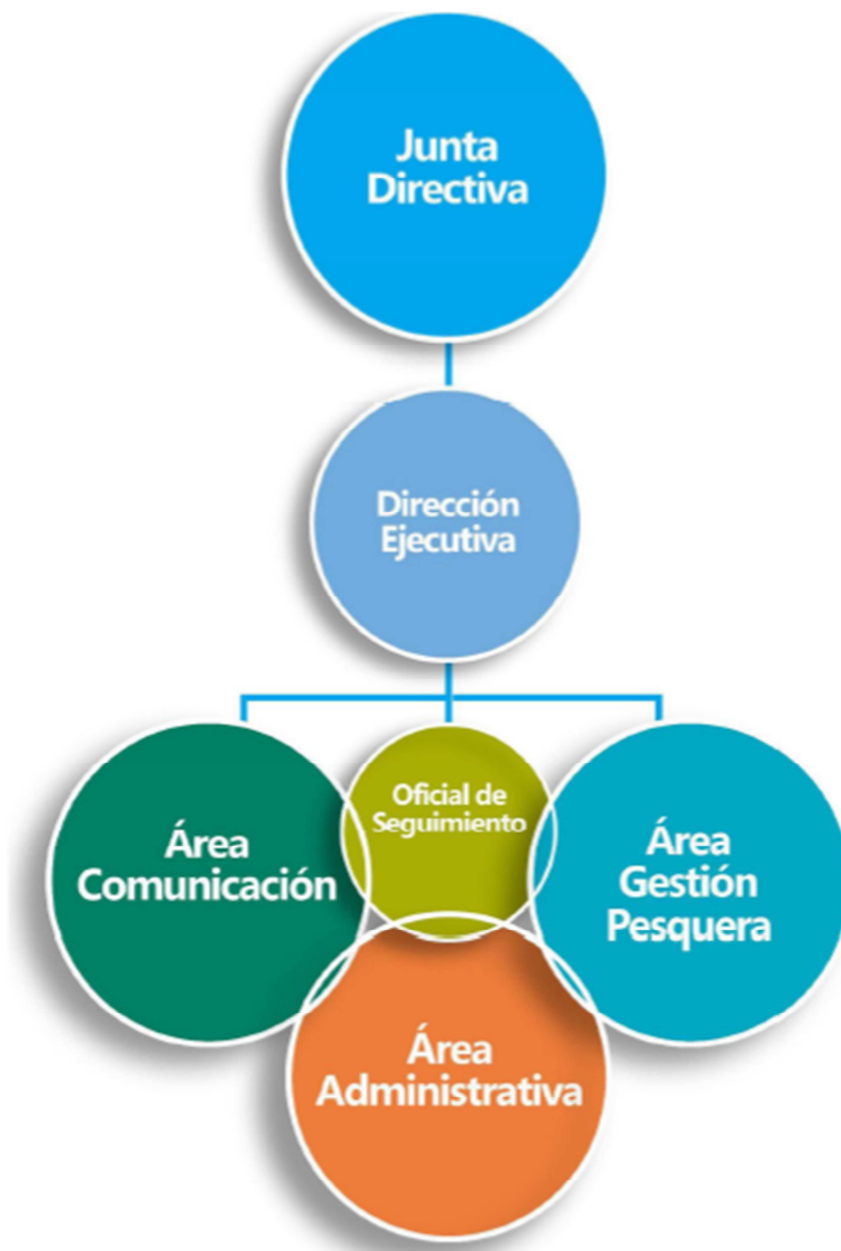 Junta
Directiva
Dirección
Ejecutiva
Oficial de
Seguimiento
Área
Comunicación
Área
Gestión
Pesquera
Área
Administrativa